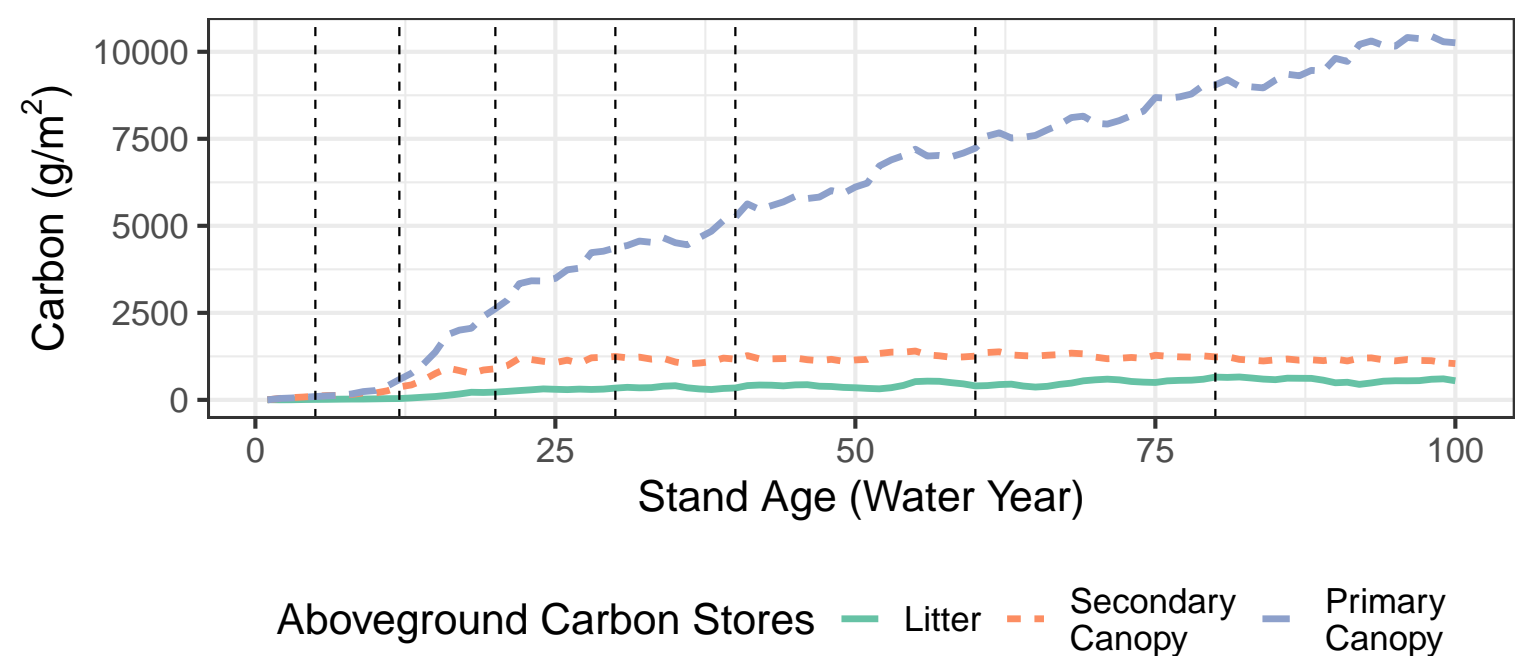 10000
7500
5000
2500
0
Carbon (g/m²)
0 25 50 75 100
Stand Age (Water Year)
Aboveground Carbon Stores Litter Secondary Canopy Primary Canopy